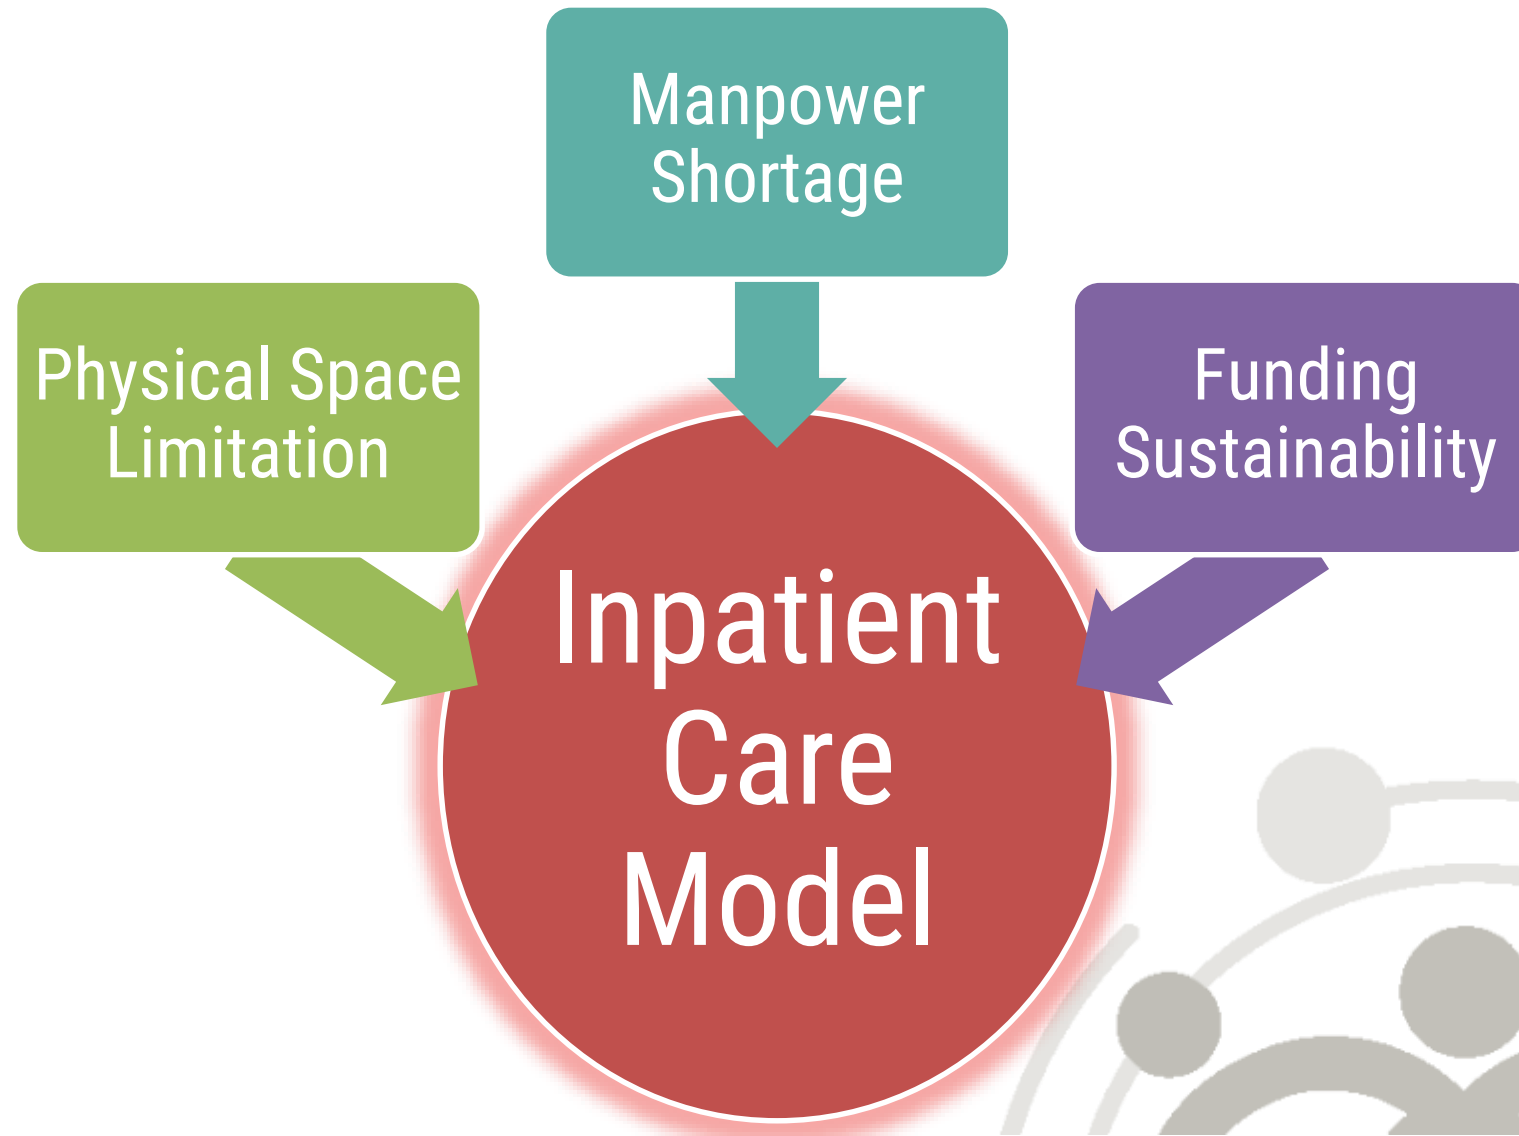 Manpower
Shortage
Physical Space
Limitation
Funding
Sustainability
Inpatient
Care
Model